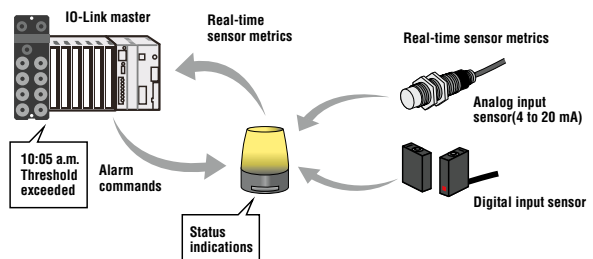 IO-Link master
Real-time
sensor metrics
Real-time sensor metrics
Analog input
sensor(4 to 20 mA)
10:05 a.m.
Threshold
exceeded
Alarm
commands
Digital input sensor
Status
indications